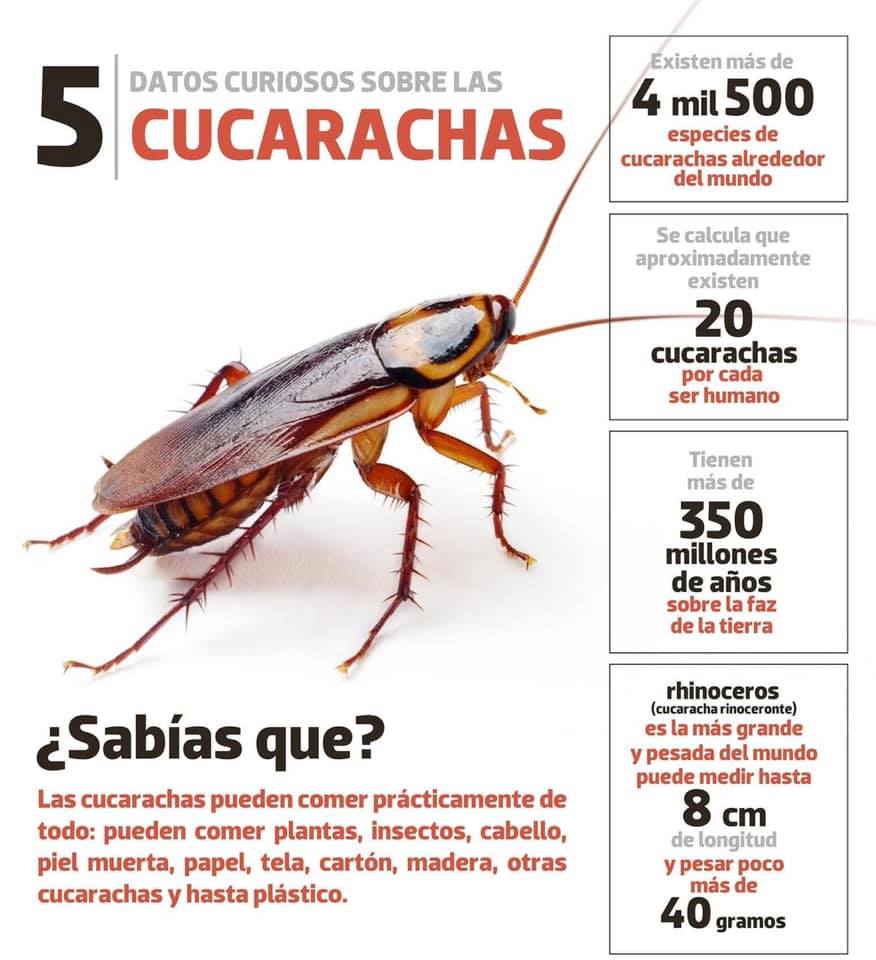 5
DATOS CURIOSOS SOBRE LAS
CUCARACHAS
Existen más de
4 mil 500
especies de
cucarachas alrededor
del mundo
Se calcula que
aproximadamente
existen
20
cucarachas
por cada
ser humano
Tienen
más de
350
millones
de años
sobre la faz
de la tierra
rhinoceros
(cucaracha rinoceronte)
es la más grande
y pesada del mundo
puede medir hasta
8 cm
de longitud
y pesar poco
más de
40 gramos
¿Sabías que?
Las cucarachas pueden comer prácticamente de
todo: pueden comer plantas, insectos, cabello,
piel muerta, papel, tela, cartón, madera, otras
cucarachas y hasta plástico.